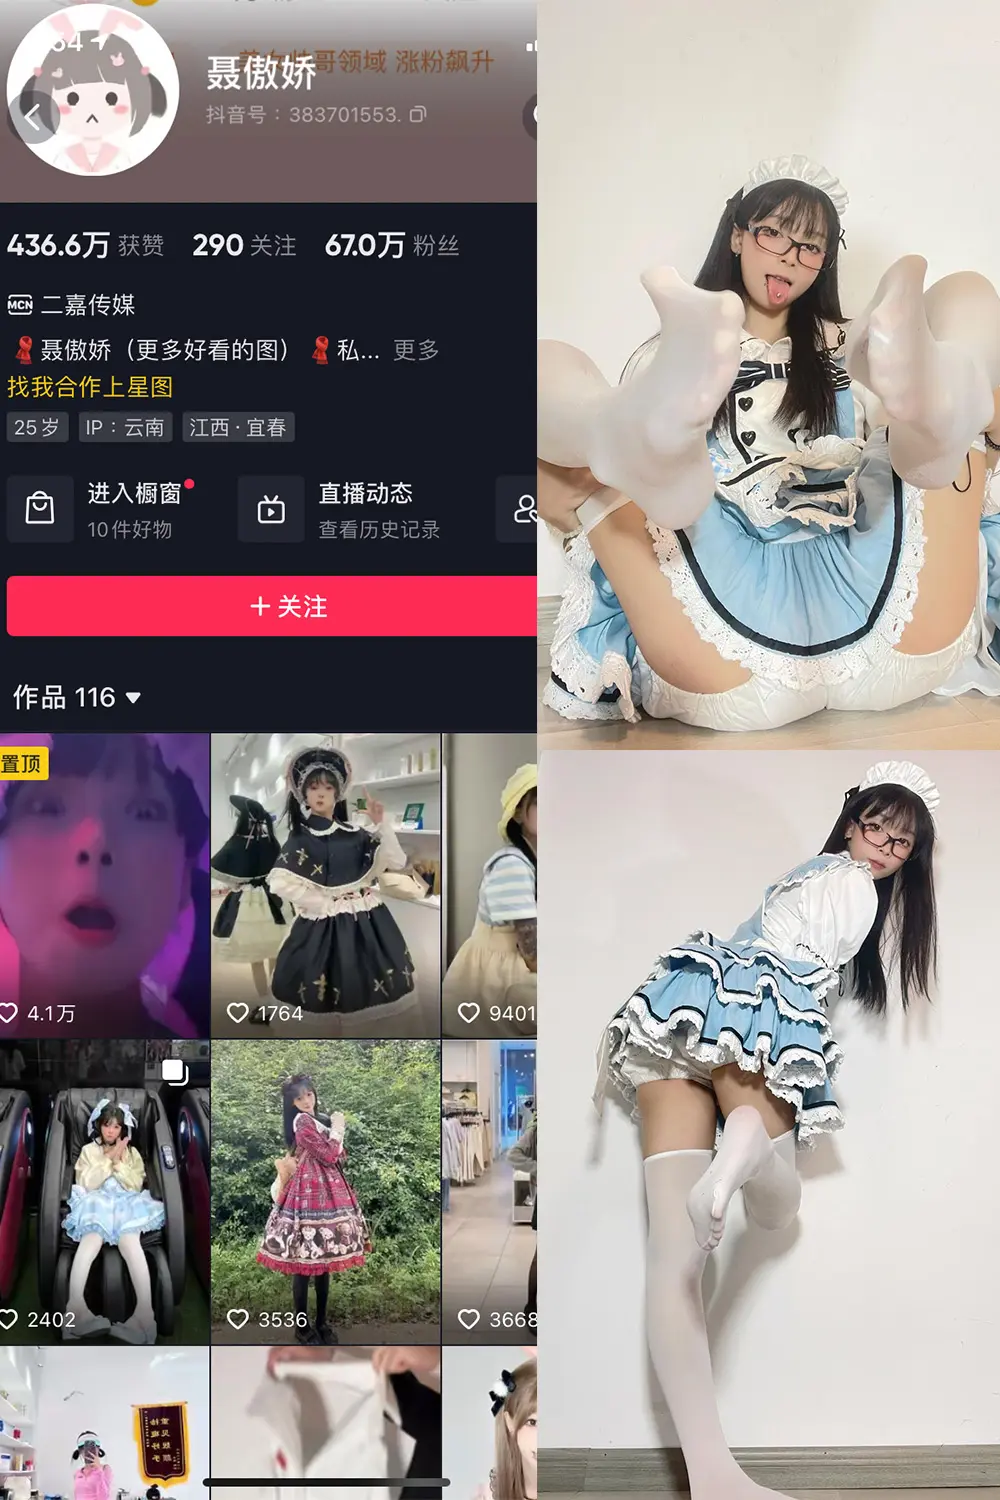 聂傲娇
哥领域 涨粉飙升
抖音号：383701553.
436.6万 获赞 290 关注 67.0万 粉丝
MCN 二嘉传媒
聂傲娇（更多好看的图） 私... 更多
找我合作上星图
25岁 IP：云南 江西·宜春
进入橱窗 直播动态
10件好物 查看历史记录
+ 关注
作品 116
置顶
4.1万 1764 9401
2402 3536 3668